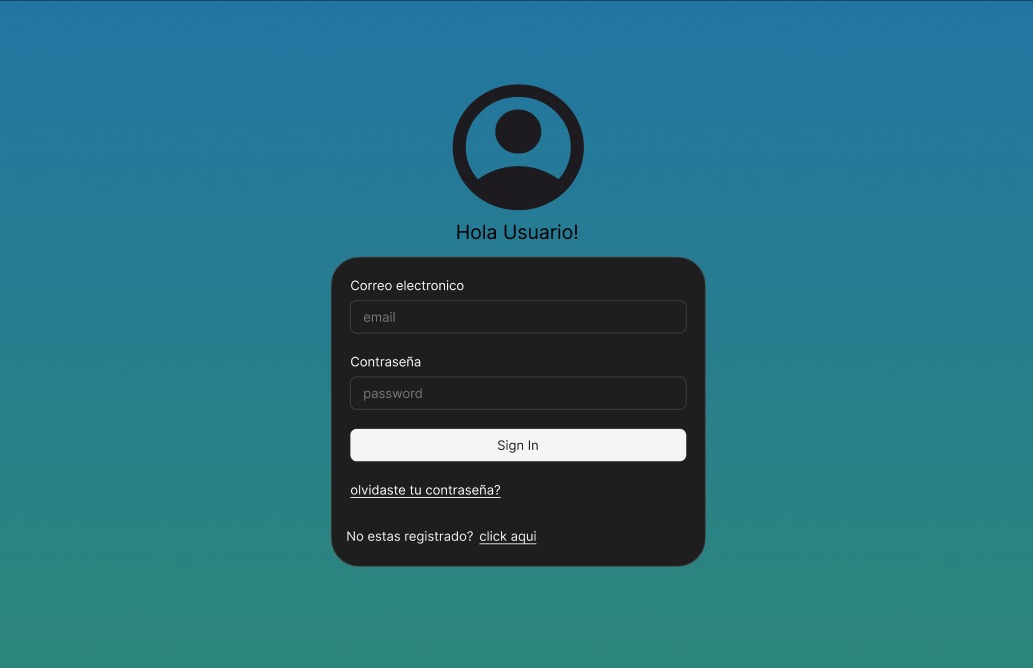 Hola Usuario!
Correo electronico
email
Contraseña
password
Sign In
olvidaste tu contraseña?
No estas registrado? click aqui